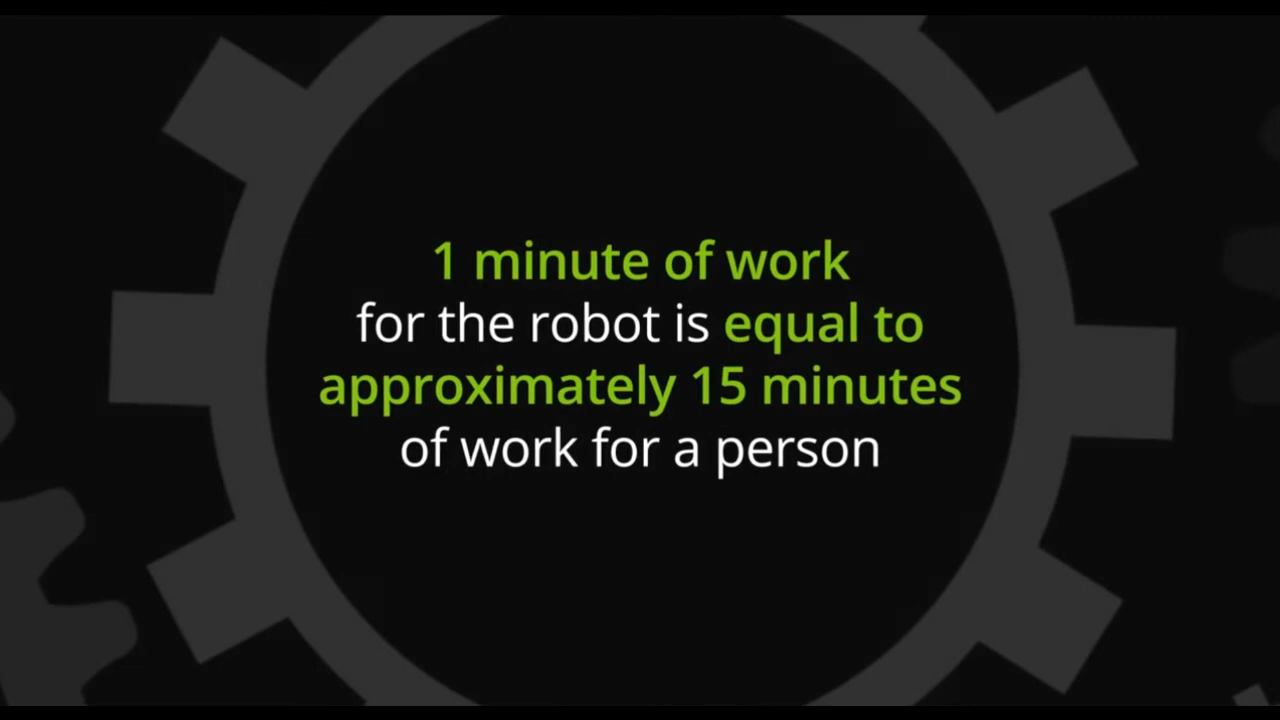 1 minute of work
for the robot is equal to
approximately 15 minutes
of work for a person